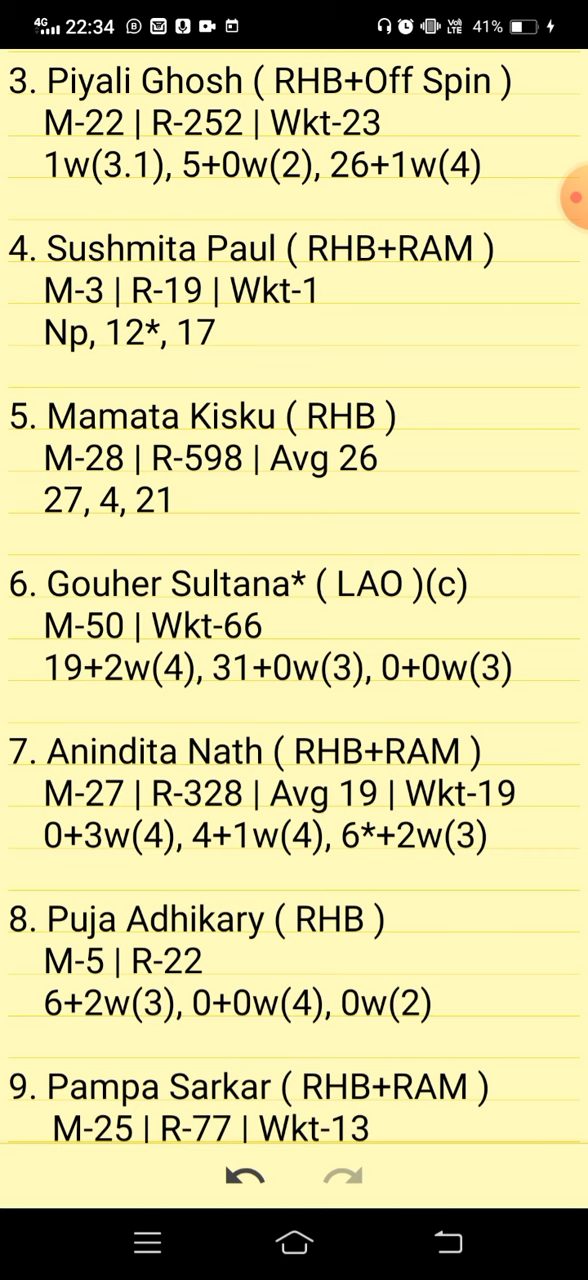 4G 22:34 VoI LTE 41%
3. Piyali Ghosh ( RHB+Off Spin )
M-22 | R-252 | Wkt-23
1w(3.1), 5+0w(2), 26+1w(4)
4. Sushmita Paul ( RHB+RAM )
M-3 | R-19 | Wkt-1
Np, 12*, 17
5. Mamata Kisku ( RHB )
M-28 | R-598 | Avg 26
27, 4, 21
6. Gouher Sultana* ( LAO )(c)
M-50 | Wkt-66
19+2w(4), 31+0w(3), 0+0w(3)
7. Anindita Nath ( RHB+RAM )
M-27 | R-328 | Avg 19 | Wkt-19
0+3w(4), 4+1w(4), 6*+2w(3)
8. Puja Adhikary ( RHB )
M-5 | R-22
6+2w(3), 0+0w(4), 0w(2)
9. Pampa Sarkar ( RHB+RAM )
M-25 | R-77 | Wkt-13